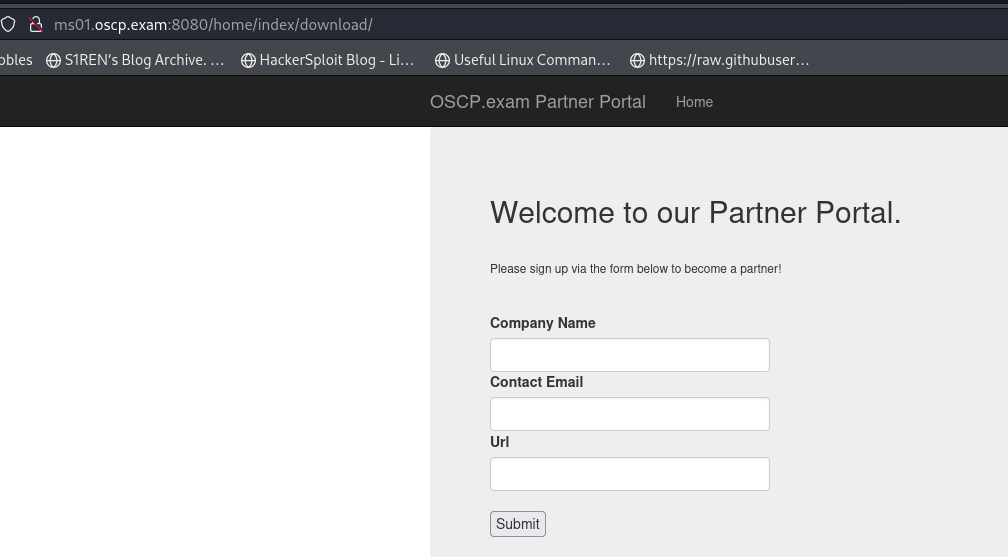 ms01.oscp.exam:8080/home/index/download/
bbles S1REN's Blog Archive. ... HackerSploit Blog - Li... Useful Linux Comman... https://raw.githubuser...
OSCP.exam Partner Portal Home
Welcome to our Partner Portal.
Please sign up via the form below to become a partner!
Company Name
Contact Email
Url
Submit